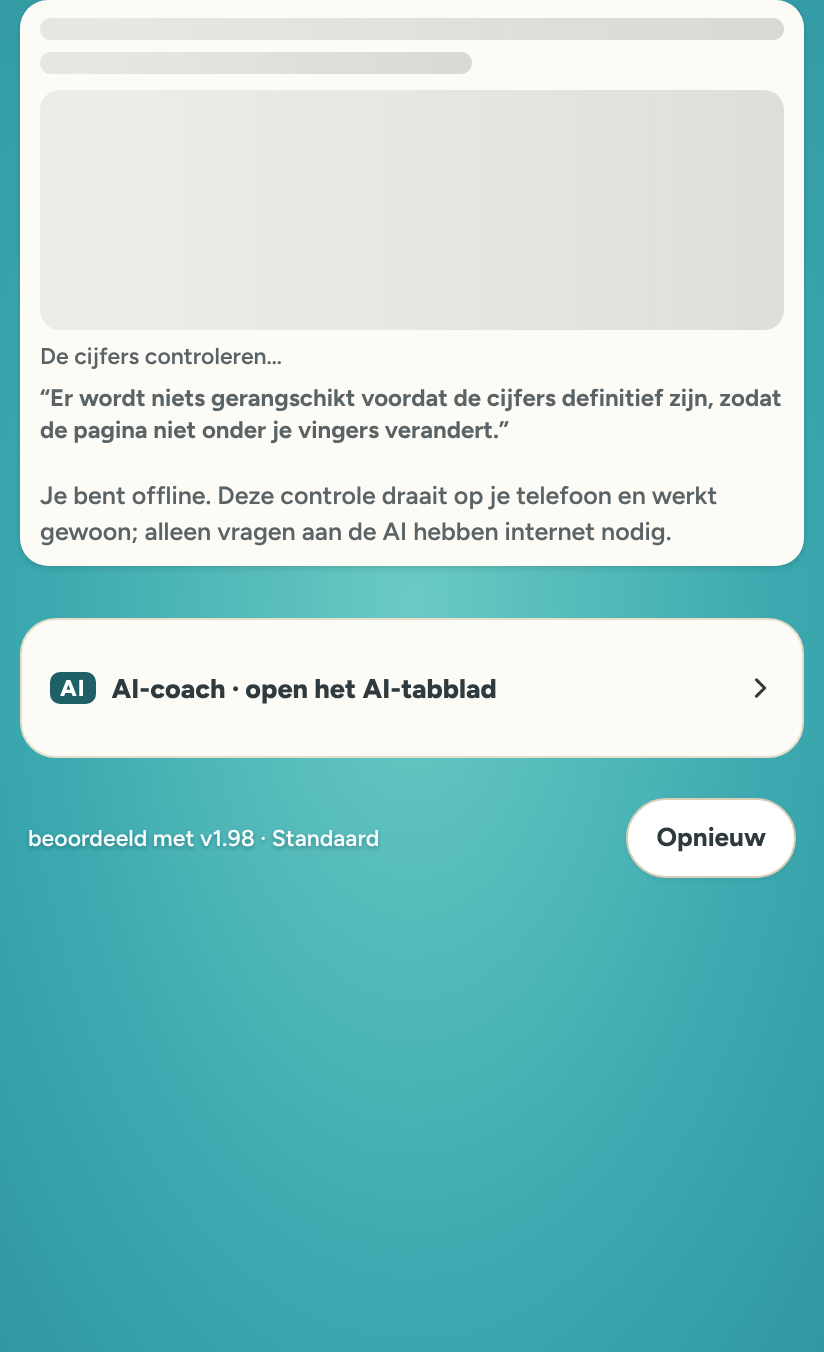 De cijfers controleren...
“Er wordt niets gerangschikt voordat de cijfers definitief zijn, zodat
de pagina niet onder je vingers verandert.”
Je bent offline. Deze controle draait op je telefoon en werkt
gewoon; alleen vragen aan de AI hebben internet nodig.
AI AI-coach · open het AI-tabblad
beoordeeld met v1.98 · Standaard
Opnieuw